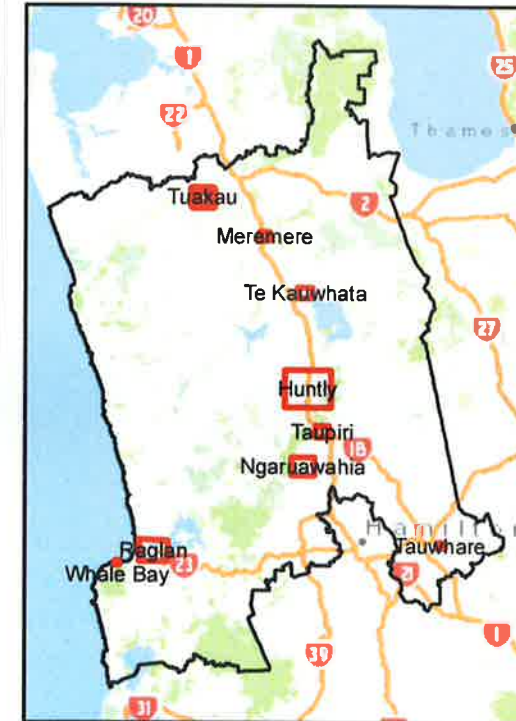 20
1
25
22
Thames
Tuakau
2
Meremere
Te Kauwhata
27
Huntly
Taupiri
1B
Ngaruawahia
Hamilton
Raglan
Tauwhare
Whale Bay
23
21
1
39
31